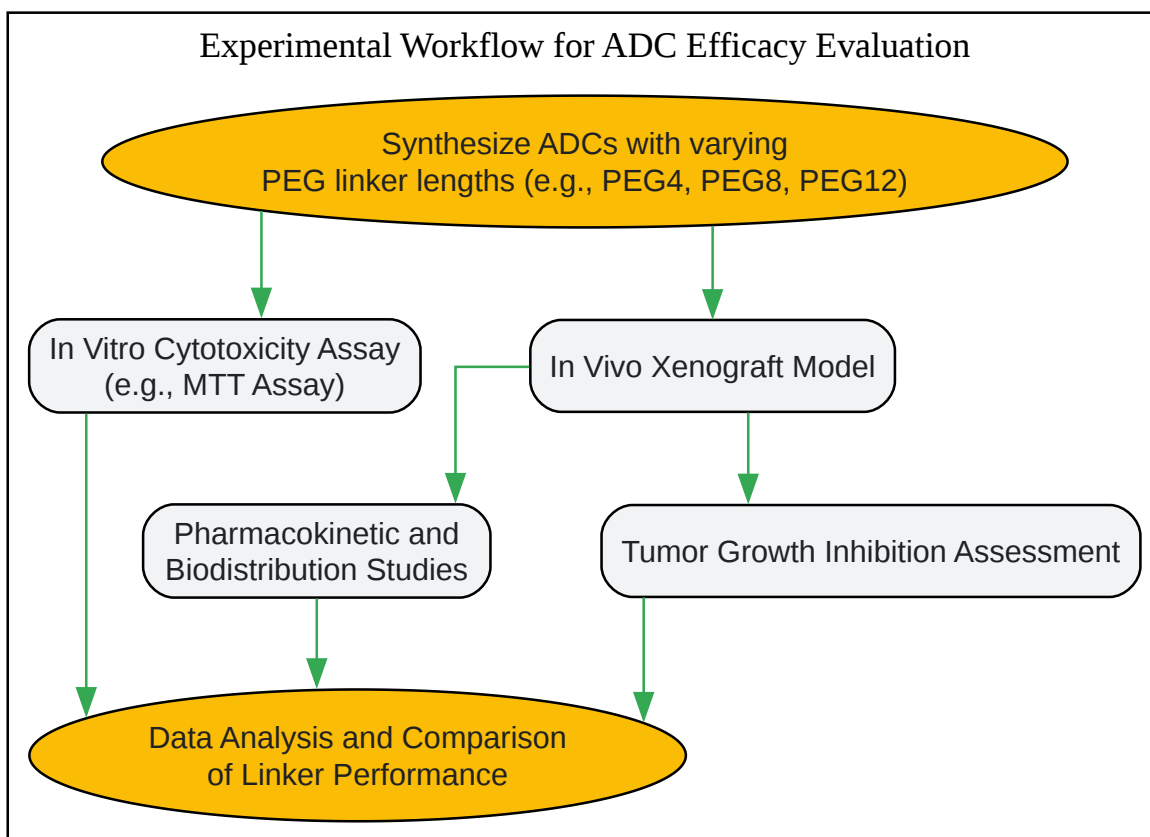 Experimental Workflow for ADC Efficacy Evaluation
Synthesize ADCs with varying
PEG linker lengths (e.g., PEG4, PEG8, PEG12)
In Vitro Cytotoxicity Assay
(e.g., MTT Assay)
In Vivo Xenograft Model
Pharmacokinetic and
Biodistribution Studies
Tumor Growth Inhibition Assessment
Data Analysis and Comparison
of Linker Performance